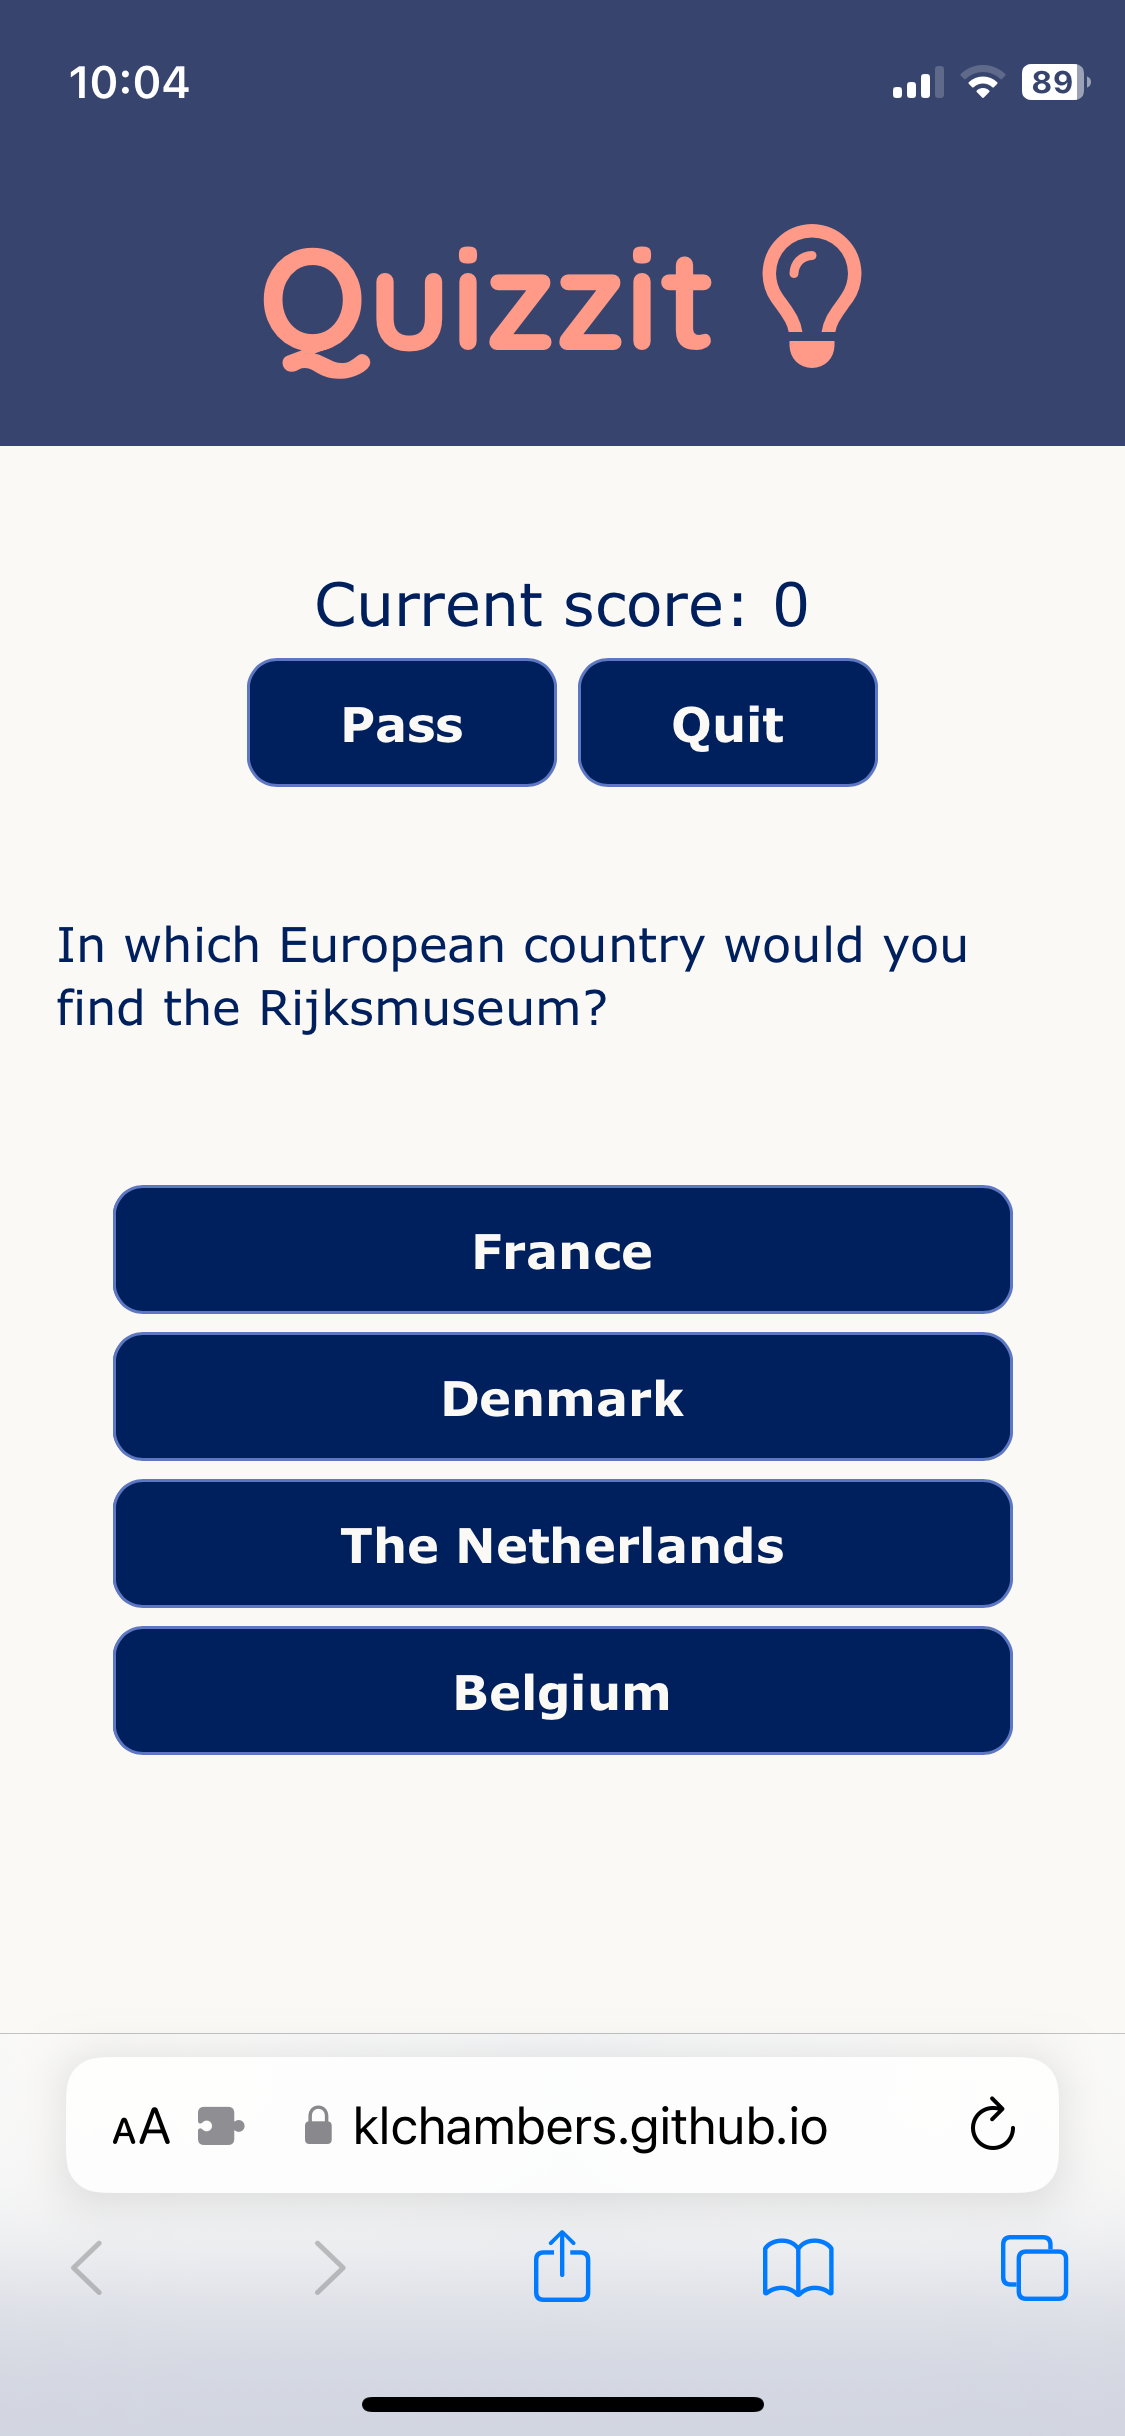 10:04
89
Quizzit
Current score: 0
Pass
Quit
In which European country would you
find the Rijksmuseum?
France
Denmark
The Netherlands
Belgium
AA
klchambers.github.io